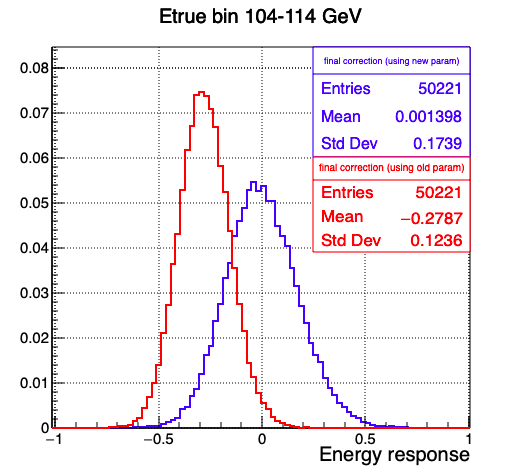 Etrue bin 104-114 GeV
final correction (using new param)
Entries 50221
Mean 0.001398
Std Dev 0.1739
final correction (using old param)
Entries 50221
Mean −0.2787
Std Dev 0.1236
0.08
0.07
0.06
0.05
0.04
0.03
0.02
0.01
0
−1 −0.5 0 0.5 1
Energy response